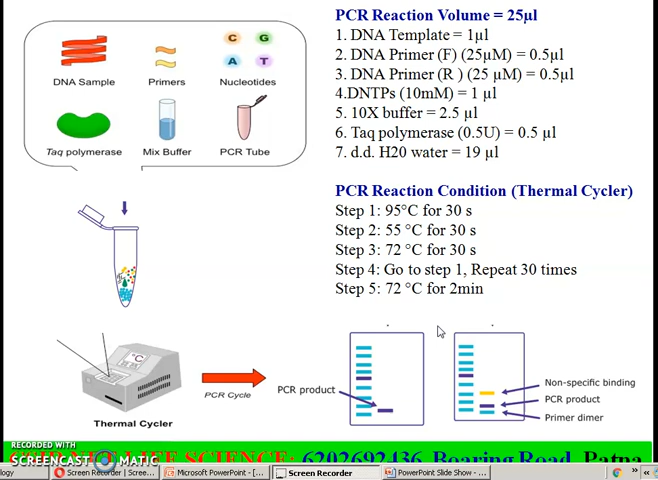 PCR Reaction Volume = 25µl
1. DNA Template = 1µl
2. DNA Primer (F) (25µM) = 0.5µl
3. DNA Primer (R ) (25 µM) = 0.5µl
4.DNTPs (10mM) = 1 µl
5. 10X buffer = 2.5 µl
6. Taq polymerase (0.5U) = 0.5 µl
7. d.d. H20 water = 19 µl
C G
A T
DNA Sample Primers Nucleotides
Taq polymerase Mix Buffer PCR Tube
PCR Reaction Condition (Thermal Cycler)
Step 1: 95°C for 30 s
Step 2: 55 °C for 30 s
Step 3: 72 °C for 30 s
Step 4: Go to step 1, Repeat 30 times
Step 5: 72 °C for 2min
°C
PCR Cycle
Thermal Cycler
PCR product
Non-specific binding
PCR product
Primer dimer
RECORDED WITH
SCREENCAST MATIC
LIFE SCIENCE: 6202692436, Boaring Road, Patna
logy Screen Recorder | Scree... Microsoft PowerPoint - [... Screen Recorder PowerPoint Slide Show - ...